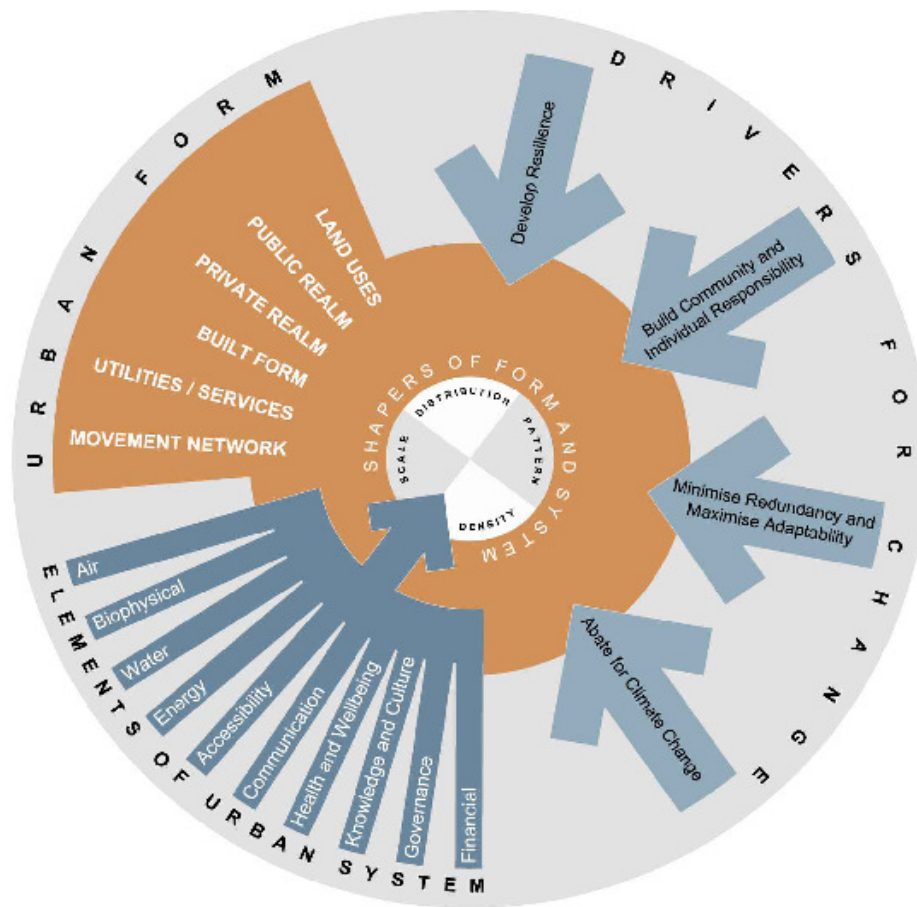 URBAN FORM
DRIVERS FOR CHANGE
ELEMENTS OF URBAN SYSTEM
LAND USES
PUBLIC REALM
PRIVATE REALM
BUILT FORM
UTILITIES / SERVICES
MOVEMENT NETWORK
SHAPERS OF FORM AND SYSTEM
DISTRIBUTION
PATTERN
DENSITY
SCALE
Develop Resilience
Build Community and
Individual Responsibility
Minimise Redundancy and
Maximise Adaptability
Abate for Climate Change
Air
Biophysical
Water
Energy
Accessibility
Communication
Health and Wellbeing
Knowledge and Culture
Governance
Financial